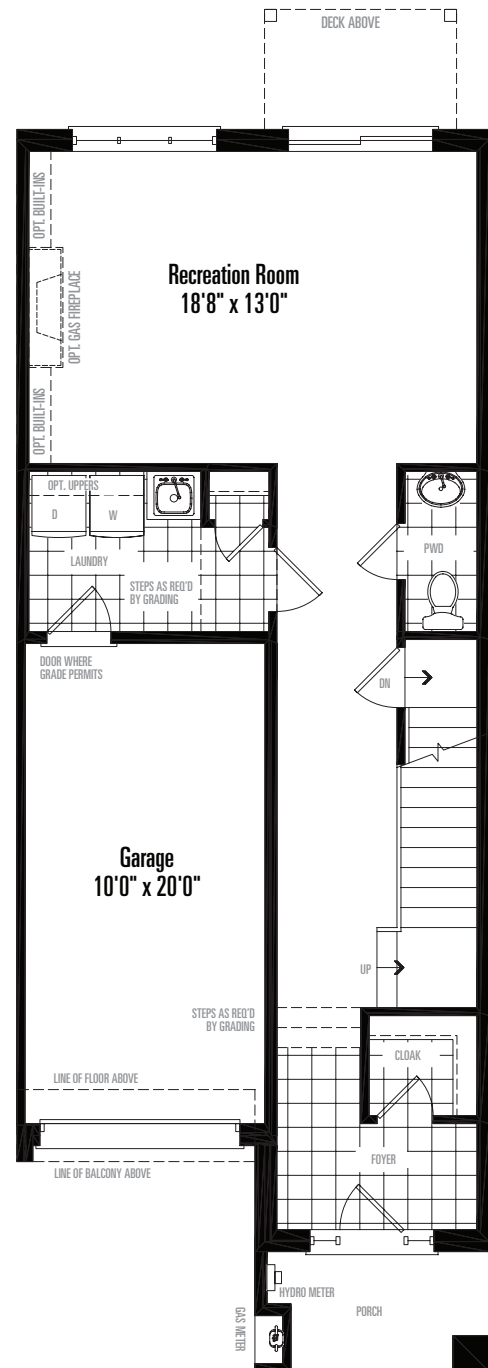 DECK ABOVE
OPT. BUILT-INS
Recreation Room
18'8" x 13'0"
OPT. GAS FIREPLACE
OPT. BUILT-INS
OPT. UPPERS
D
W
LAUNDRY
STEPS AS REQ'D
BY GRADING
PWD
DOOR WHERE
GRADE PERMITS
DN
Garage
10'0" x 20'0"
UP
STEPS AS REQ'D
BY GRADING
CLOAK
LINE OF FLOOR ABOVE
FOYER
LINE OF BALCONY ABOVE
HYDRO METER
GAS METER
PORCH